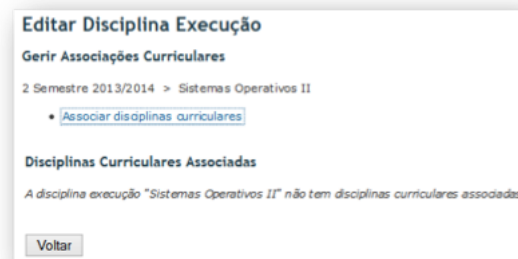 Editar Disciplina Execução
Gerir Associações Curriculares
2 Semestre 2013/2014 > Sistemas Operativos II
• Associar disciplinas curriculares
Disciplinas Curriculares Associadas
A disciplina execução "Sistemas Operativos II" não tem disciplinas curriculares associadas
Voltar